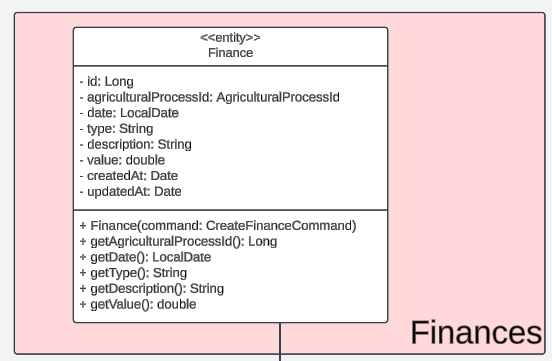 <<entity>>
Finance
- id: Long
- agriculturalProcessId: AgriculturalProcessId
- date: LocalDate
- type: String
- description: String
- value: double
- createdAt: Date
- updatedAt: Date
+ Finance(command: CreateFinanceCommand)
+ getAgriculturalProcessId(): Long
+ getDate(): LocalDate
+ getType(): String
+ getDescription(): String
+ getValue(): double
Finances